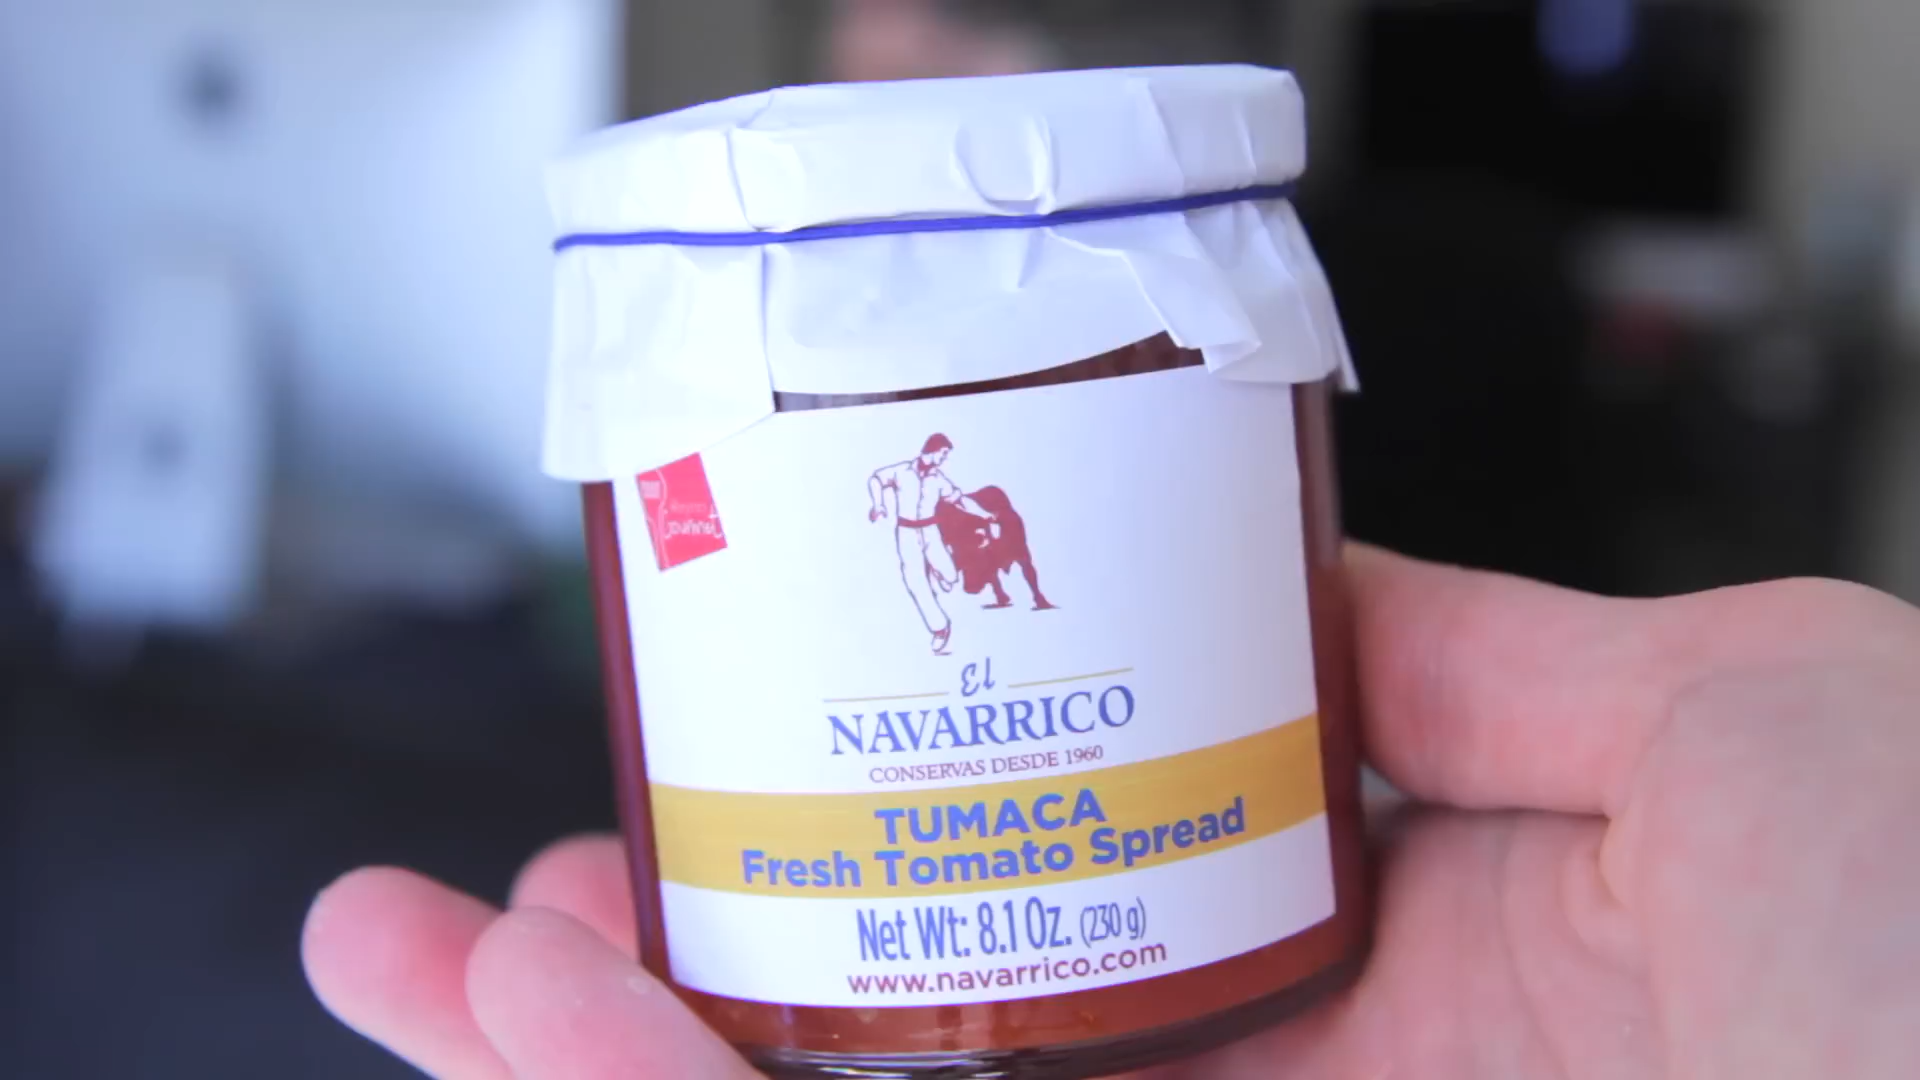 El
NAVARRICO
CONSERVAS DESDE 1960
TUMACA
Fresh Tomato Spread
Net Wt: 8.1 Oz. (230 g)
www.navarrico.com